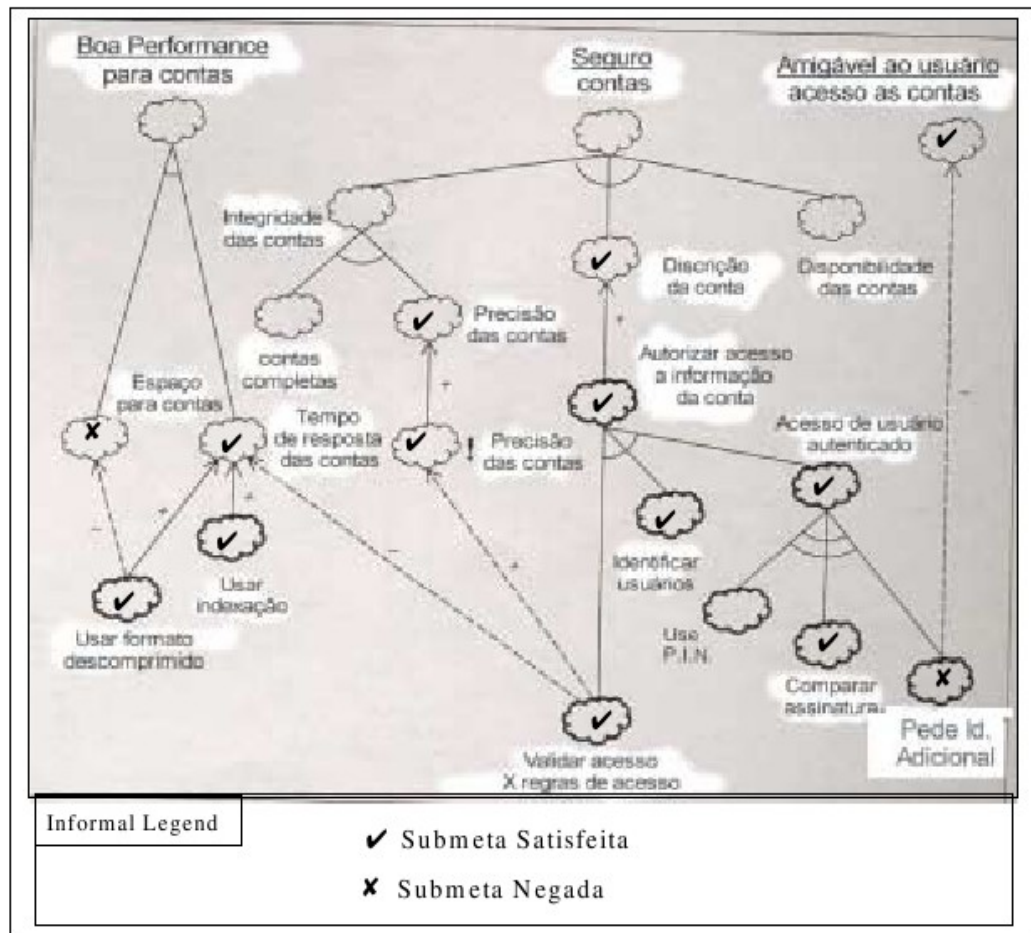 Boa Performance
para contas
Seguro
contas
Amigável ao usuário
acesso as contas
Integridade
das contas
Discrição
da conta
Disponibilidade
das contas
contas
completas
Precisão
das contas
Autorizar acesso
a informação
da conta
Espaço
para contas
Tempo
de resposta
das contas
! Precisão
das contas
Acesso de usuário
autenticado
Identificar
usuários
Usar
indexação
Usar formato
descomprimido
Use
P.I.N.
Comparar
assinatura
Pede Id.
Adicional
Validar acesso
X regras de acesso
Informal Legend
✔ Submeta Satisfeita
✘ Submeta Negada